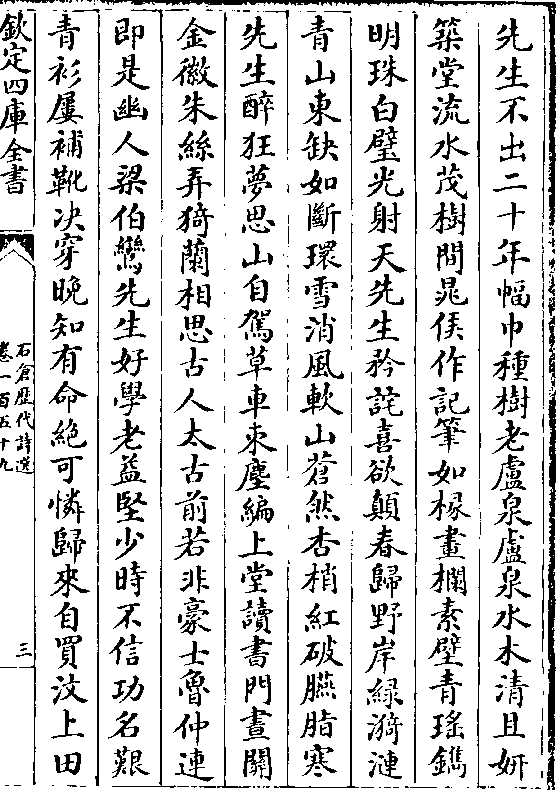 先生不出二十年幅巾種樹老盧泉盧泉水木清且妍
築堂流水茂樹間晁侯作記筆如椽畫欄素壁青瑤鐫
明珠白璧光射天先生矜詫喜欲顛春歸野岸緑漪漣
青山東缺如斷環雪消風軟山蒼然杏梢紅破臙脂寒
先生醉狂夢思山自駕草車束塵編上堂讀書門晝關
金徽朱絲弄猗蘭相思古人太古前若非豪士魯仲連
即是幽人梁伯鸞先生好學老益堅少時不信功名艱
青衫屢補靴决穿晚知有命絶可憐歸來自買汶上田
欽定四庫全書
石倉歴代詩選
卷一百五十九
三